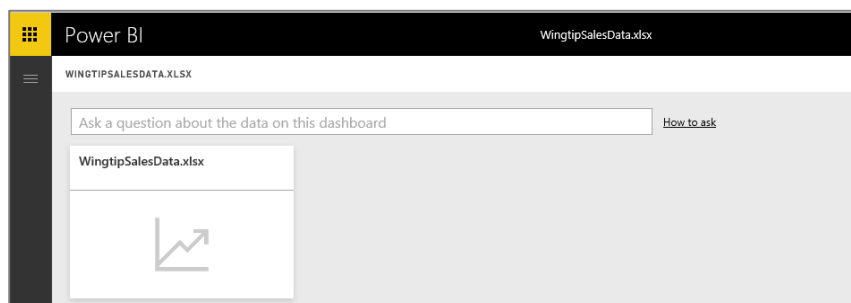 Power BI
WingtipSalesData.xlsx
WINGTIPSALESDATA.XLSX
Ask a question about the data on this dashboard
How to ask
WingtipSalesData.xlsx